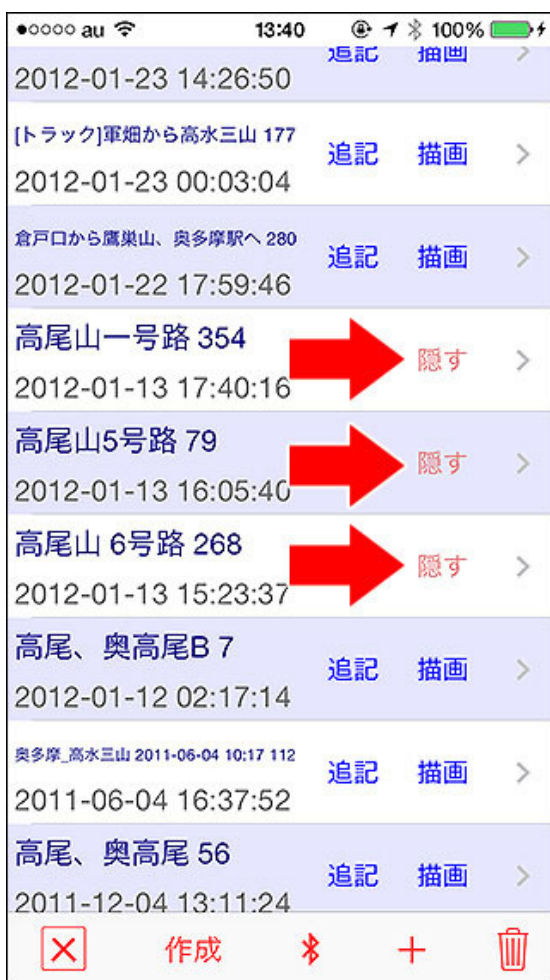 au 13:40 100%
追記 描画
2012-01-23 14:26:50
[トラック]軍畑から高水三山 177
追記 描画
2012-01-23 00:03:04
倉戸口から鷹巣山、奥多摩駅へ 280
追記 描画
2012-01-22 17:59:46
高尾山一号路 354
隠す
2012-01-13 17:40:16
高尾山5号路 79
隠す
2012-01-13 16:05:40
高尾山 6号路 268
隠す
2012-01-13 15:23:37
高尾、奥高尾B 7
追記 描画
2012-01-12 02:17:14
奥多摩_高水三山 2011-06-04 10:17 112
追記 描画
2011-06-04 16:37:52
高尾、奥高尾 56
追記 描画
2011-12-04 13:11:24
作成